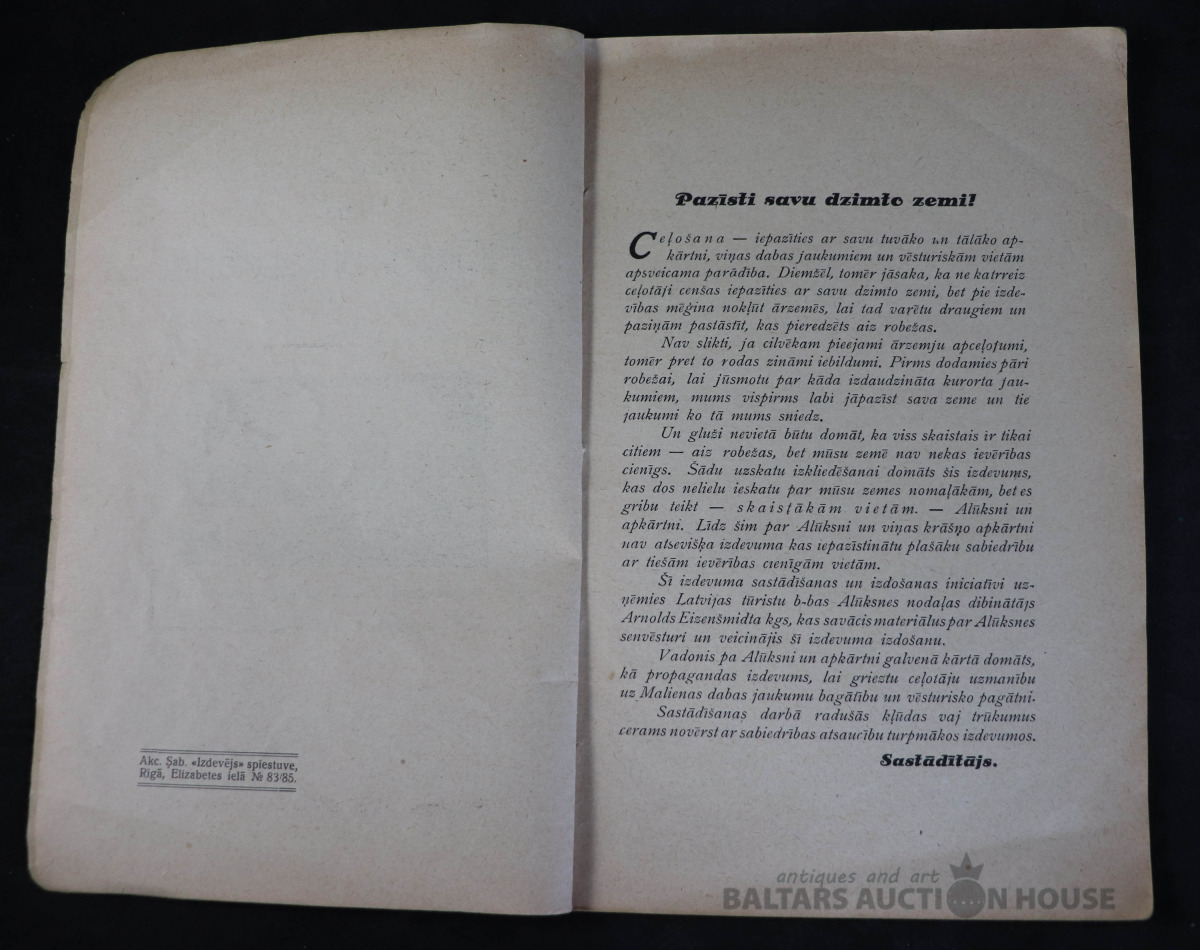 Akc. Şab. «Izdevējs» spiestuve,
Rīgā, Elizabetes ielā № 83/85.
Pazīsti savu dzimto zemi!
Ceļošana — iepazīties ar savu tuvāko un tālāko ap-
kārtni, viņas dabas jaukumiem un vēsturiskām vietām
apsveicama parādība. Diemžēl, tomēr jāsaka, ka ne katrreiz
ceļotāji cenšas iepazīties ar savu dzimto zemi, bet pie izde-
vības mēģina nokļūt ārzemēs, lai tad varētu draugiem un
paziņām pastāstīt, kas pieredzēts aiz robežas.
Nav slikti, ja cilvēkam pieejami ārzemju apceļojumi,
tomēr pret to rodas zināmi iebildumi. Pirms dodamies pāri
robežai, lai jūsmotu par kāda izdaudzināta kurorta jau-
kumiem, mums vispirms labi jāpazīst sava zeme un tie
jaukumi ko tā mums sniedz.
Un gluži nevietā būtu domāt, ka viss skaistais ir tikai
citiem — aiz robežas, bet mūsu zemē nav nekas ievērības
cienīgs. Šādu uzskatu izkliedēšanai domāts šis izdevums,
kas dos nelielu ieskatu par mūsu zemes nomaļākām, bet es
gribu teikt — skaistākām vietām. — Alūksni un
apkārtni. Līdz šim par Alūksni un viņas krāšņo apkārtni
nav atsevišķa izdevuma kas iepazīstinātu plašāku sabiedrību
ar tiešām ievērības cienīgām vietām.
Šī izdevuma sastādīšanas un izdošanas iniciatīvi uz-
ņēmies Latvijas tūristu b-bas Alūksnes nodaļas dibinātājs
Arnolds Eizenšmidta kgs, kas savācis materiālus par Alūksnes
senvēsturi un veicinājis šī izdevuma izdošanu.
Vadonis pa Alūksni un apkārtni galvenā kārtā domāts,
kā propagandas izdevums, lai grieztu ceļotāju uzmanību
uz Malienas dabas jaukumu bagātību un vēsturisko pagātni.
Sastādīšanas darbā radušās kļūdas vaj trūkumus
cerams novērst ar sabiedrības atsaucību turpmākos izdevumos.
Sastādītājs.
antiques and art
BALTARS AUCTION HOUSE